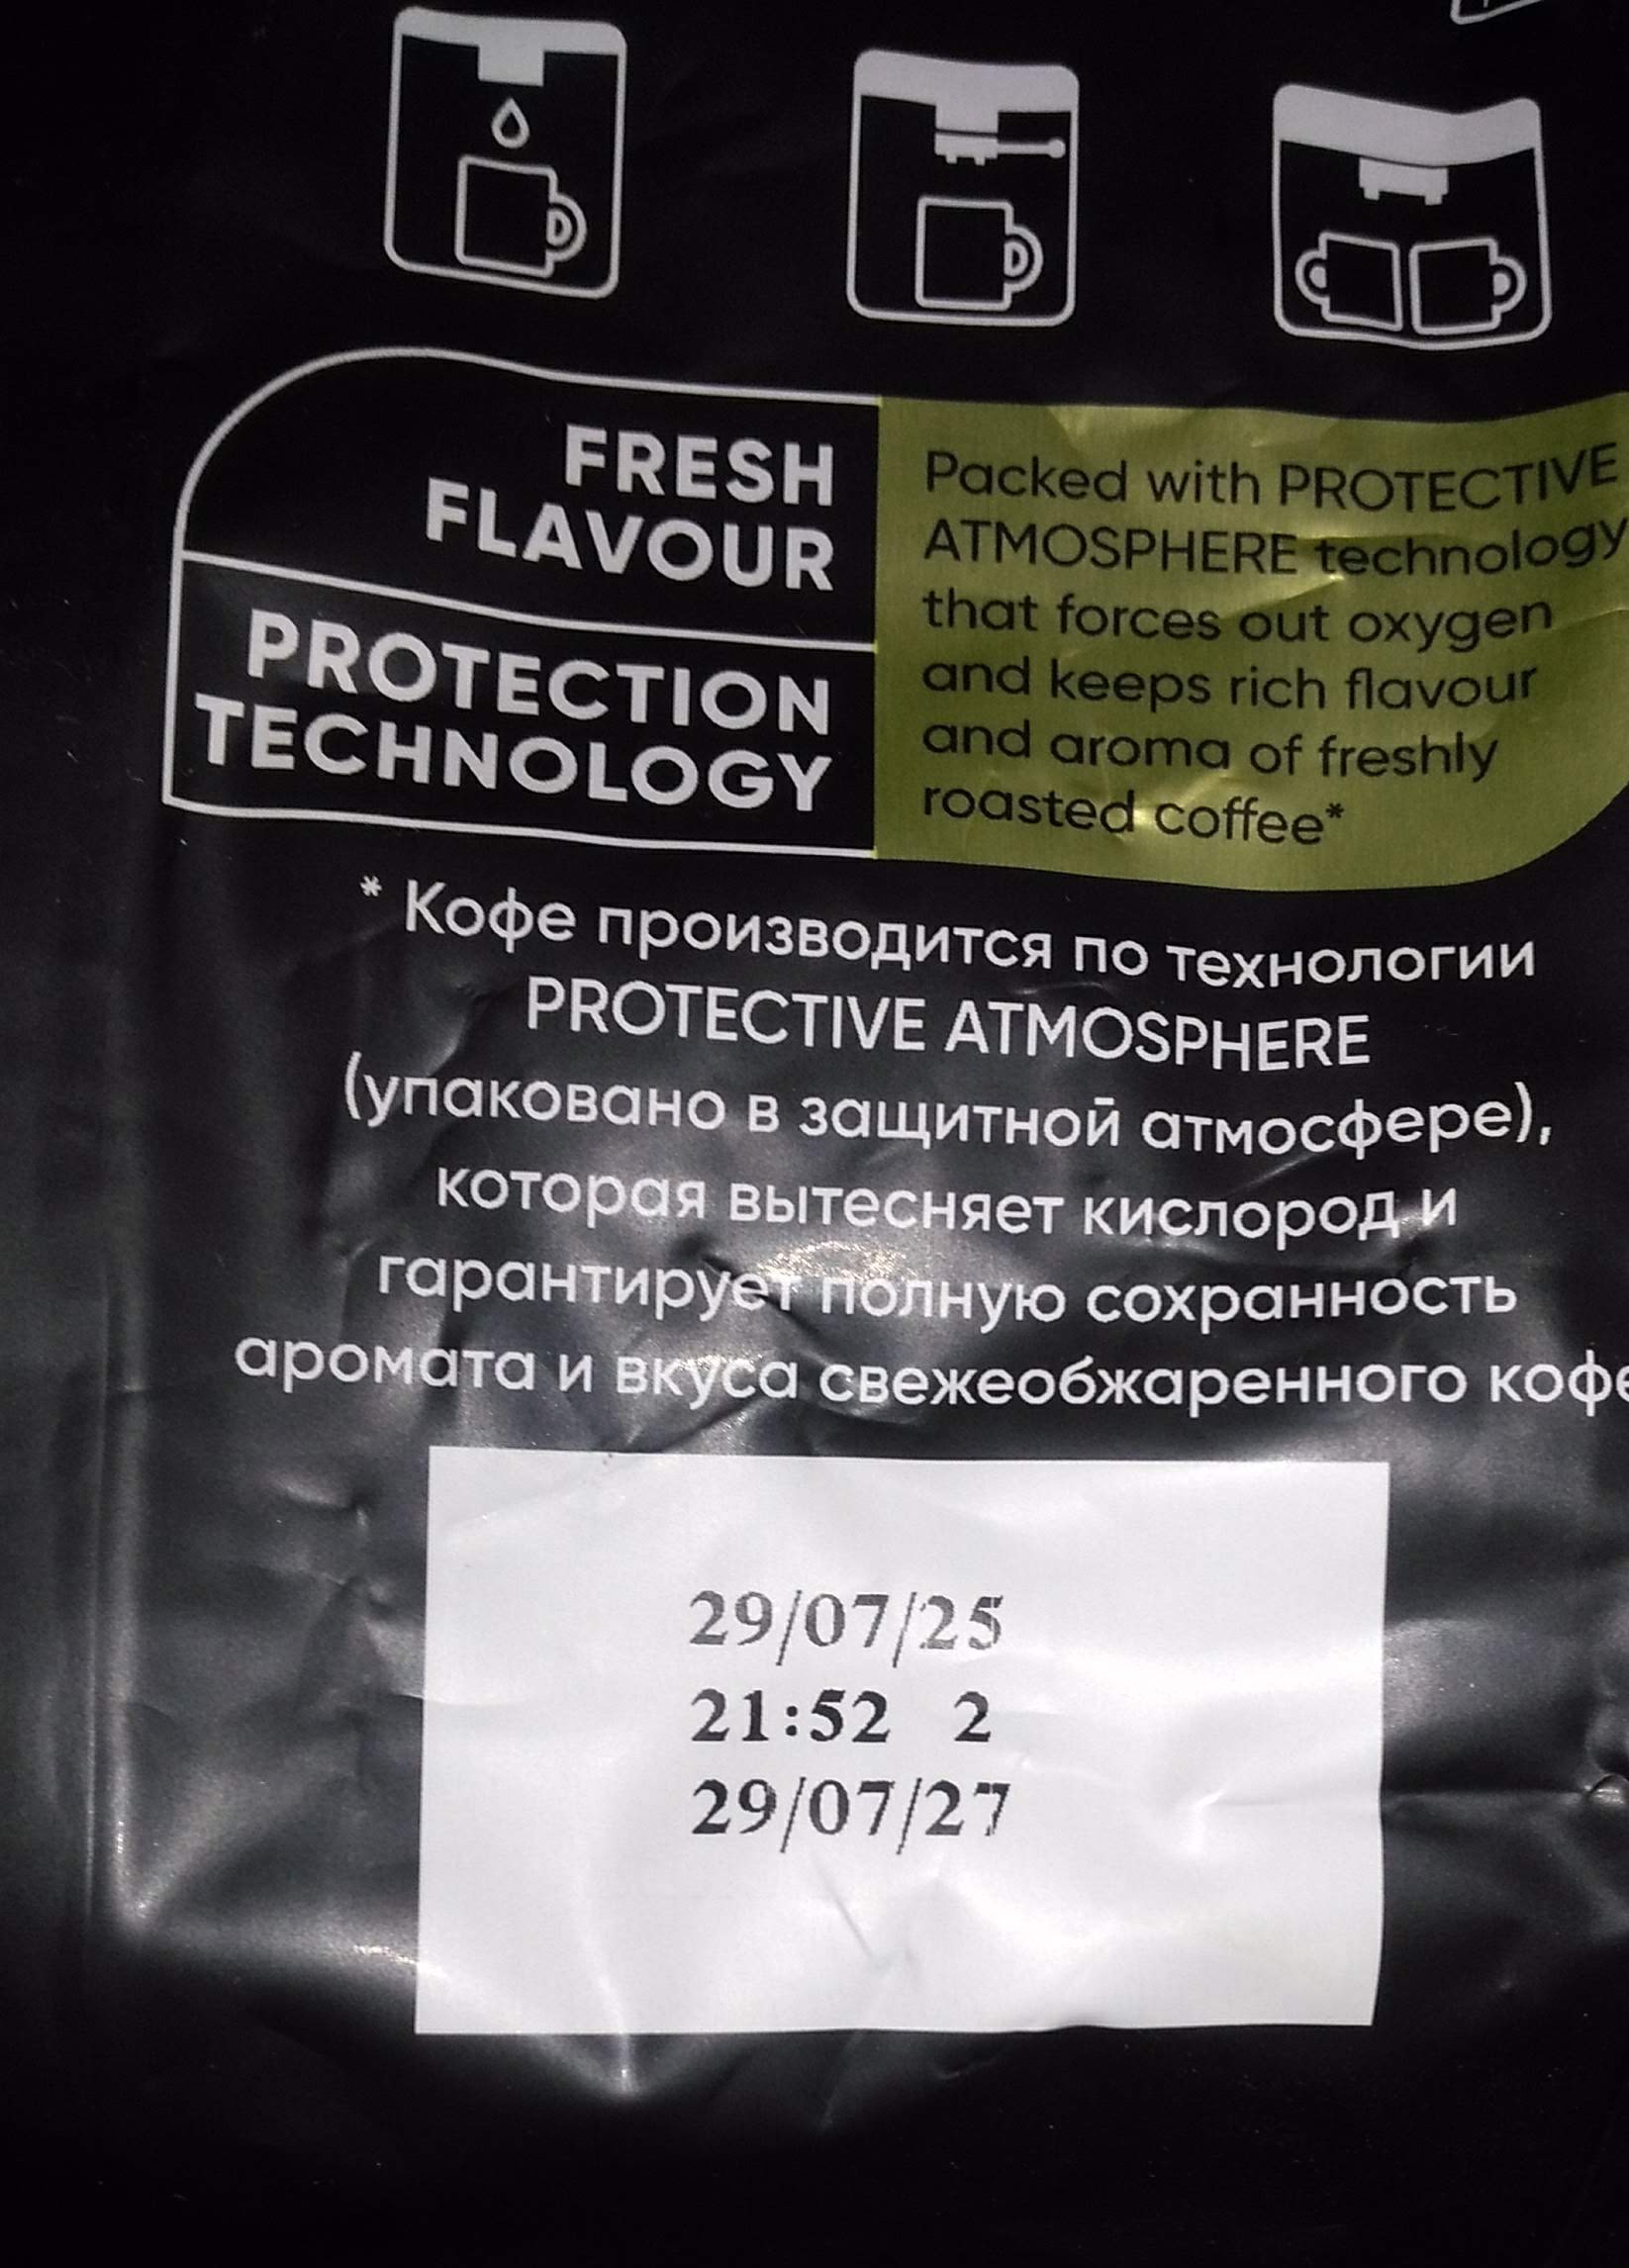 FRESH
FLAVOUR
PROTECTION
TECHNOLOGY
Packed with PROTECTIVE
ATMOSPHERE technology
that forces out oxygen
and keeps rich flavour
and aroma of freshly
roasted coffee*
* Кофе производится по технологии
PROTECTIVE ATMOSPHERE
(упаковано в защитной атмосфере),
которая вытесняет кислород и
гарантирует полную сохранность
аромата и вкуса свежеобжаренного кофе
29/07/25
21:52 2
29/07/27